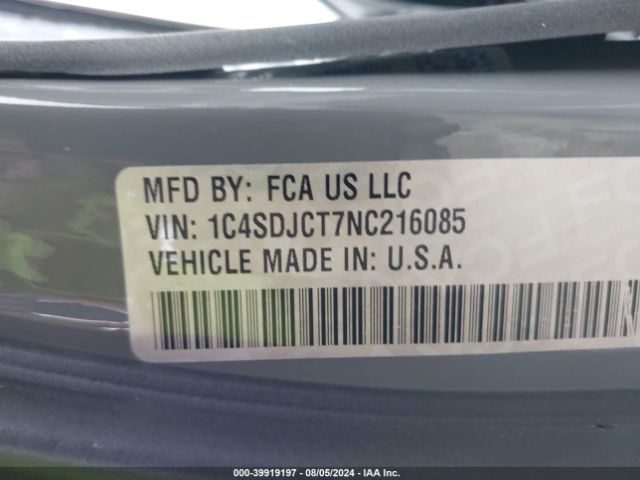 MFD BY: FCA US LLC
VIN: 1C4SDJCT7NC216085
VEHICLE MADE IN: U.S.A.
000-39919197 - 08/05/2024 - IAA Inc.